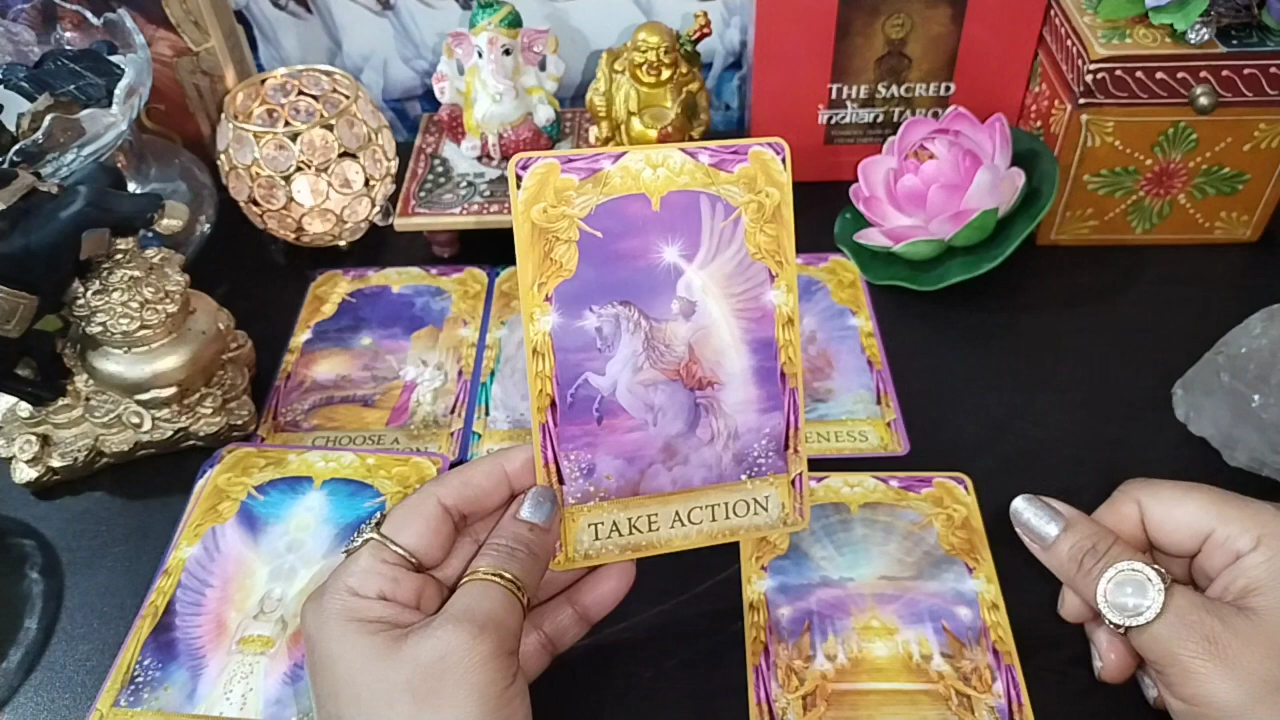 THE SACRED
indian TAROT
CHOOSE A
ENESS
TAKE ACTION